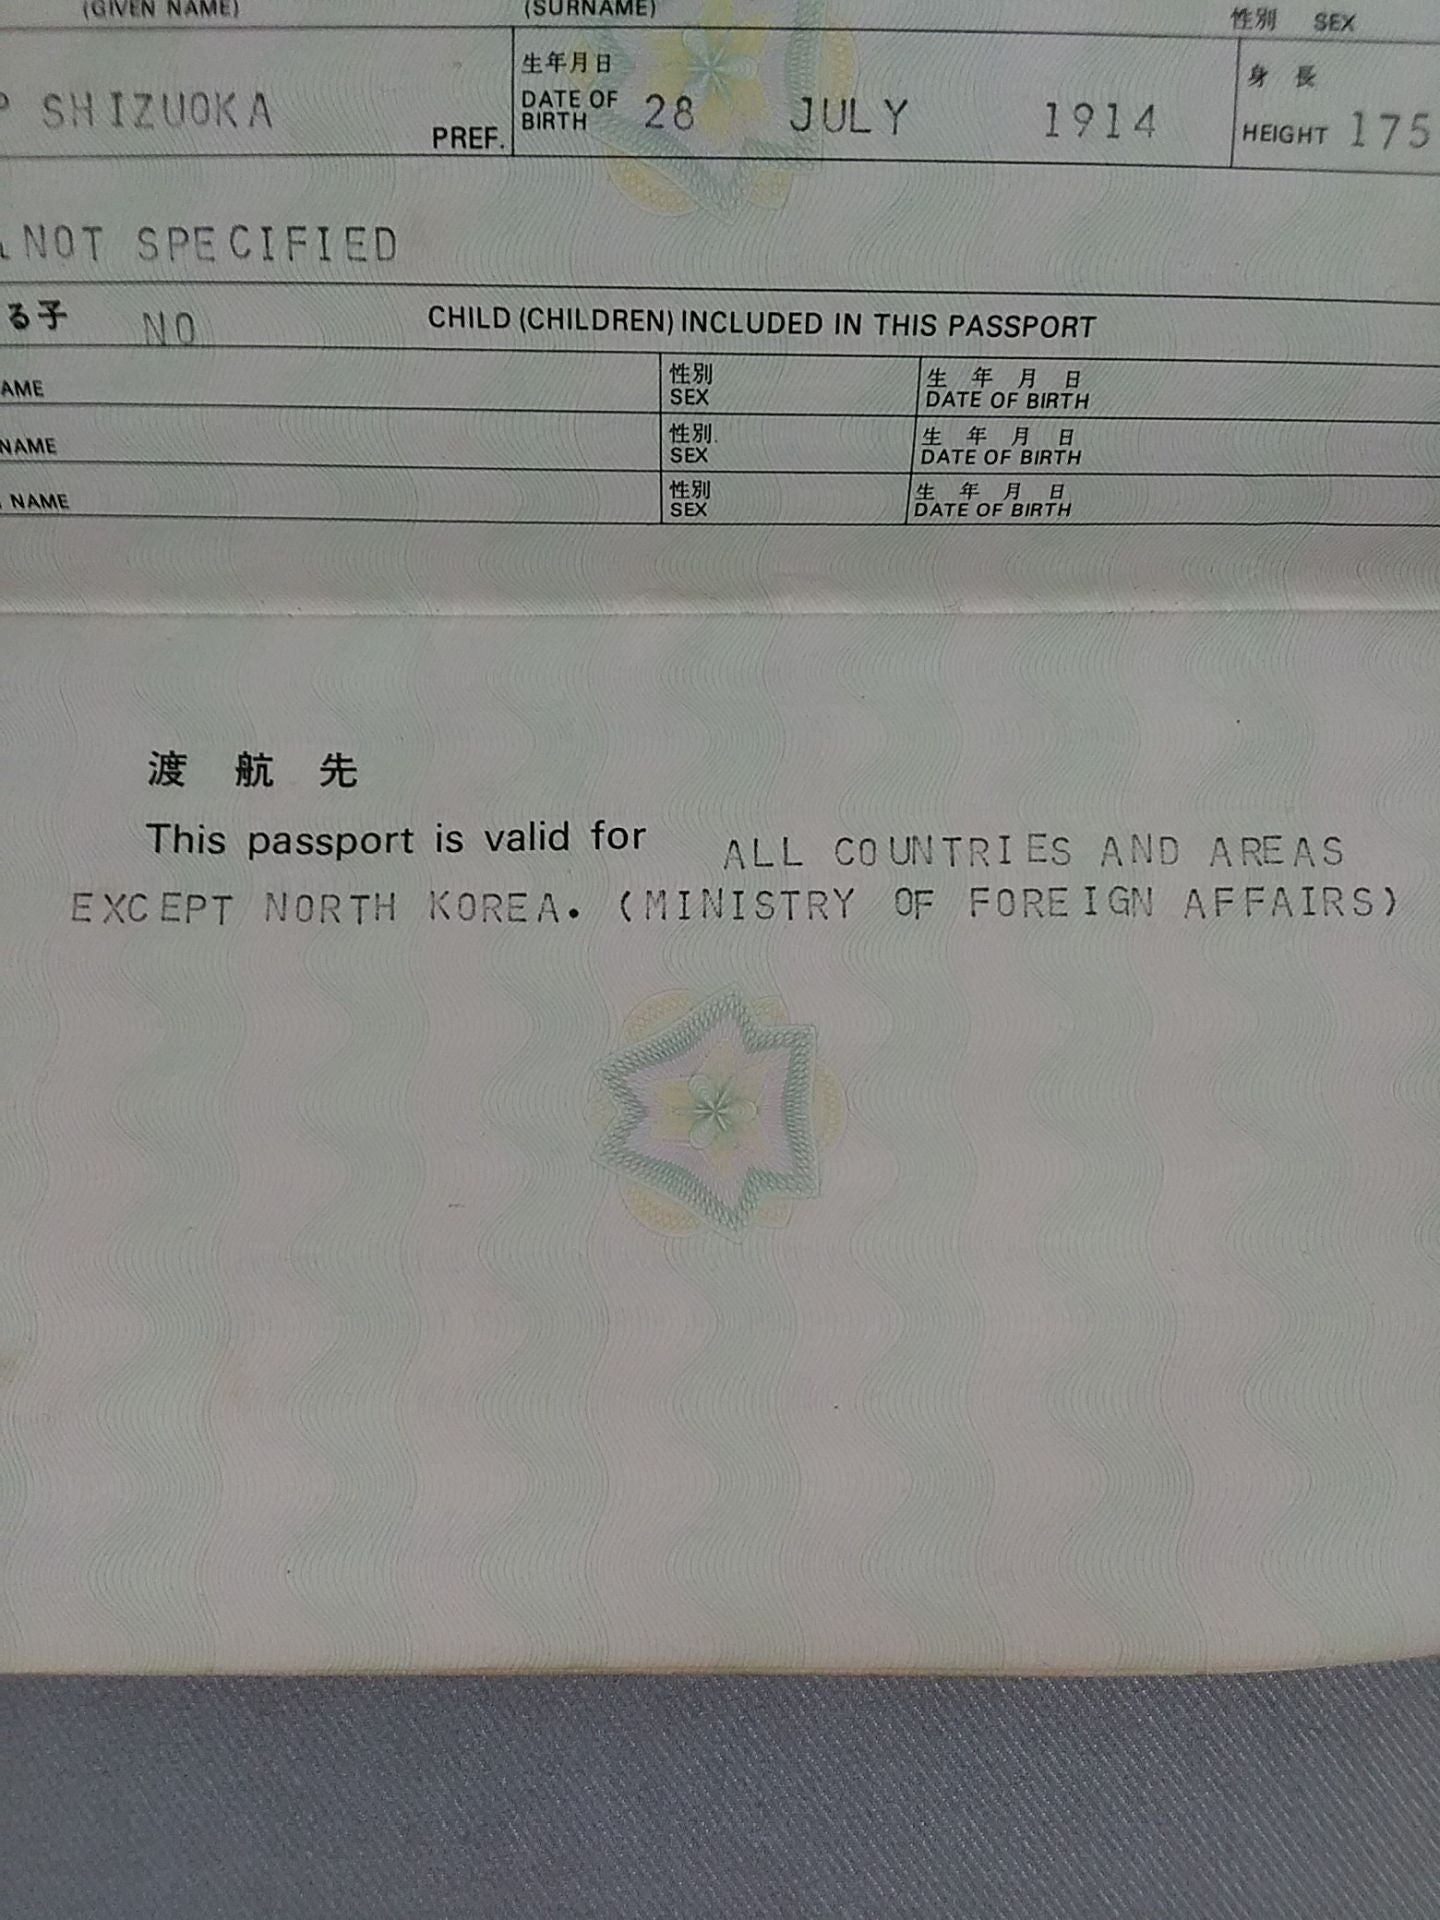 (GIVEN NAME) (SURNAME) 性別 SEX
SHIZUOKA PREF. 生年月日 DATE OF BIRTH 28 JULY 1914 身長 HEIGHT 175
NOT SPECIFIED
る子 NO CHILD (CHILDREN) INCLUDED IN THIS PASSPORT
NAME 性別 SEX 生年月日 DATE OF BIRTH
NAME 性別 SEX 生年月日 DATE OF BIRTH
NAME 性別 SEX 生年月日 DATE OF BIRTH
渡航先
This passport is valid for ALL COUNTRIES AND AREAS
EXCEPT NORTH KOREA. (MINISTRY OF FOREIGN AFFAIRS)